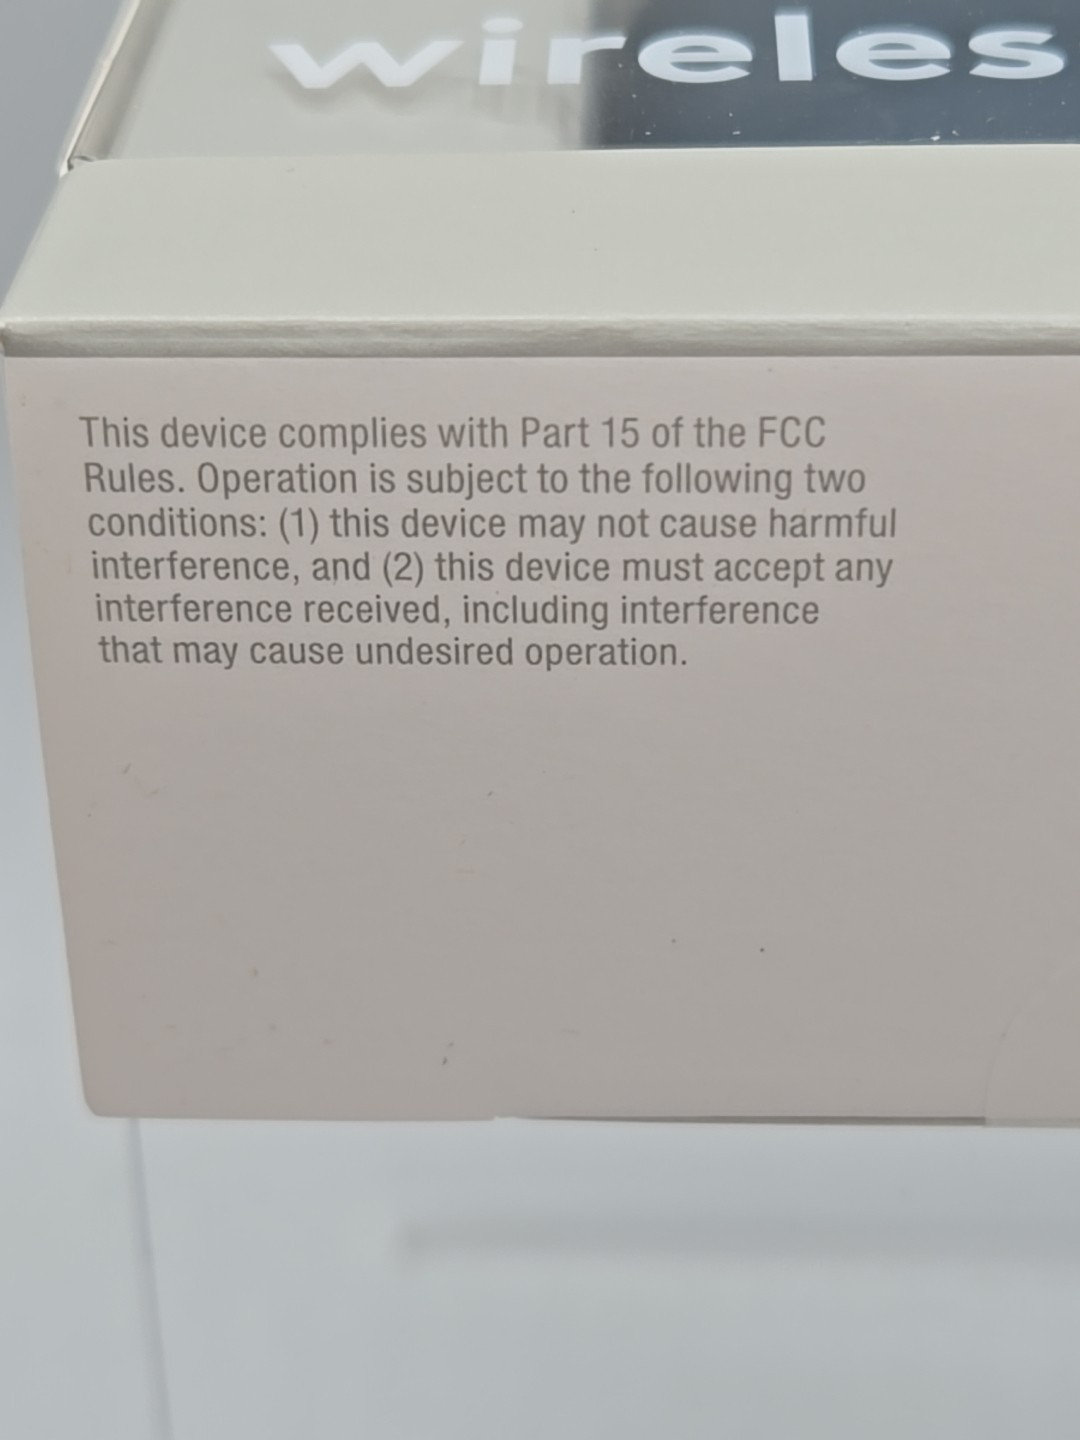 wireles
This device complies with Part 15 of the FCC
Rules. Operation is subject to the following two
conditions: (1) this device may not cause harmful
interference, and (2) this device must accept any
interference received, including interference
that may cause undesired operation.